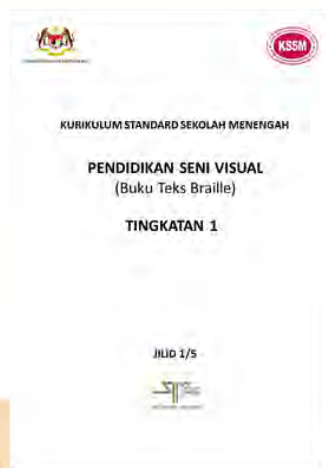 KSSM
KURIKULUM STANDARD SEKOLAH MENENGAH
PENDIDIKAN SENI VISUAL
(Buku Teks Braille)
TINGKATAN 1
JILID 1/5